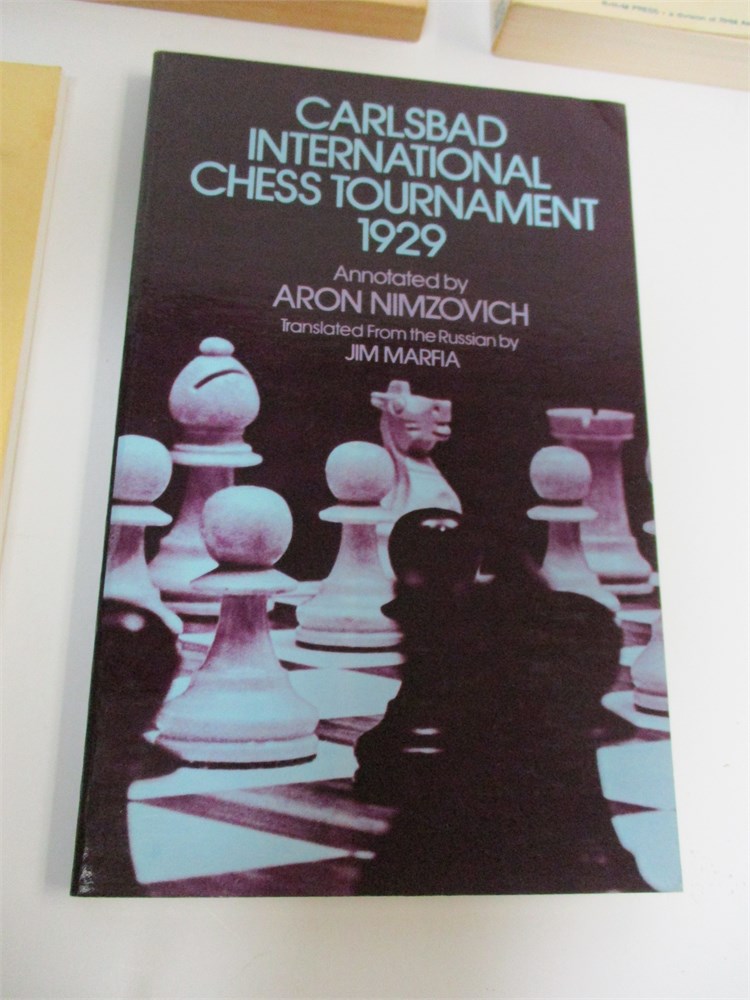 CARLSBAD
INTERNATIONAL
CHESS TOURNAMENT
1929
Annotated by
ARON NIMZOVICH
Translated From the Russian by
JIM MARFIA